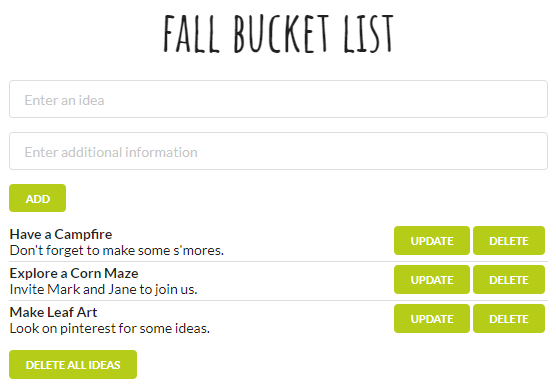 FALL BUCKET LIST
Enter an idea
Enter additional information
ADD
Have a Campfire
Don't forget to make some s'mores.
UPDATE DELETE
Explore a Corn Maze
Invite Mark and Jane to join us.
UPDATE DELETE
Make Leaf Art
Look on pinterest for some ideas.
UPDATE DELETE
DELETE ALL IDEAS